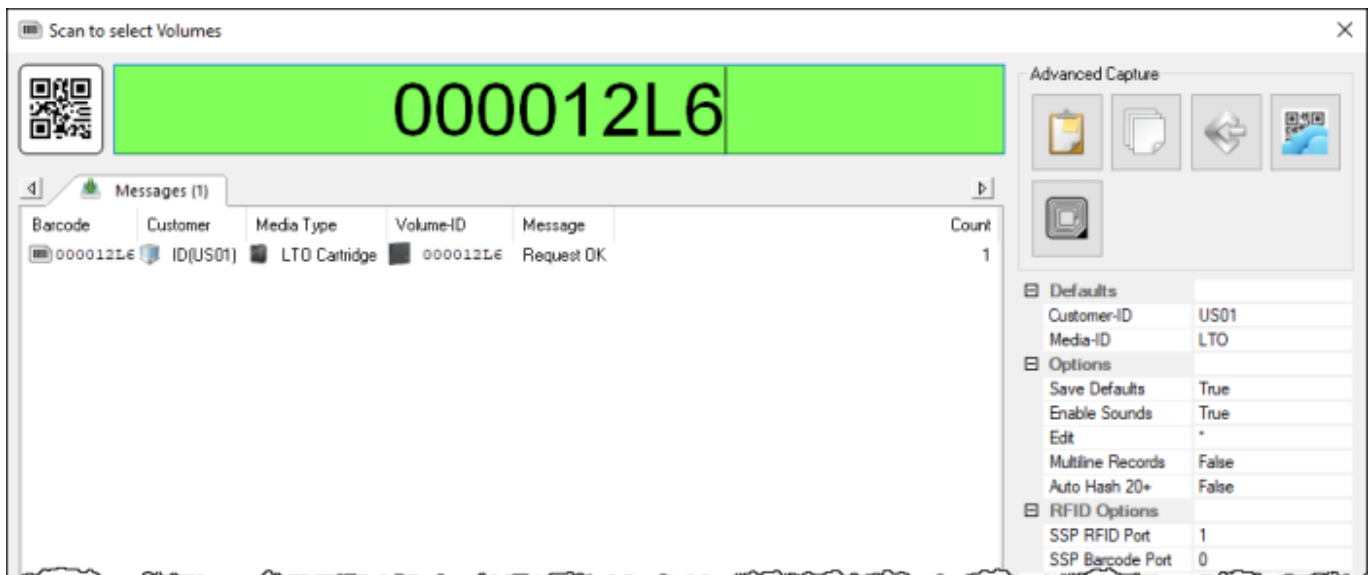 Scan to select Volumes
000012L6
Advanced Capture
Messages (1)
Barcode Customer Media Type Volume-ID Message Count
000012L6 ID(US01) LTO Cartridge 000012L6 Request OK 1
Defaults
Customer-ID US01
Media-ID LTO
Options
Save Defaults True
Enable Sounds True
Edit *
Multiline Records False
Auto Hash 20+ False
RFID Options
SSP RFID Port 1
SSP Barcode Port 0